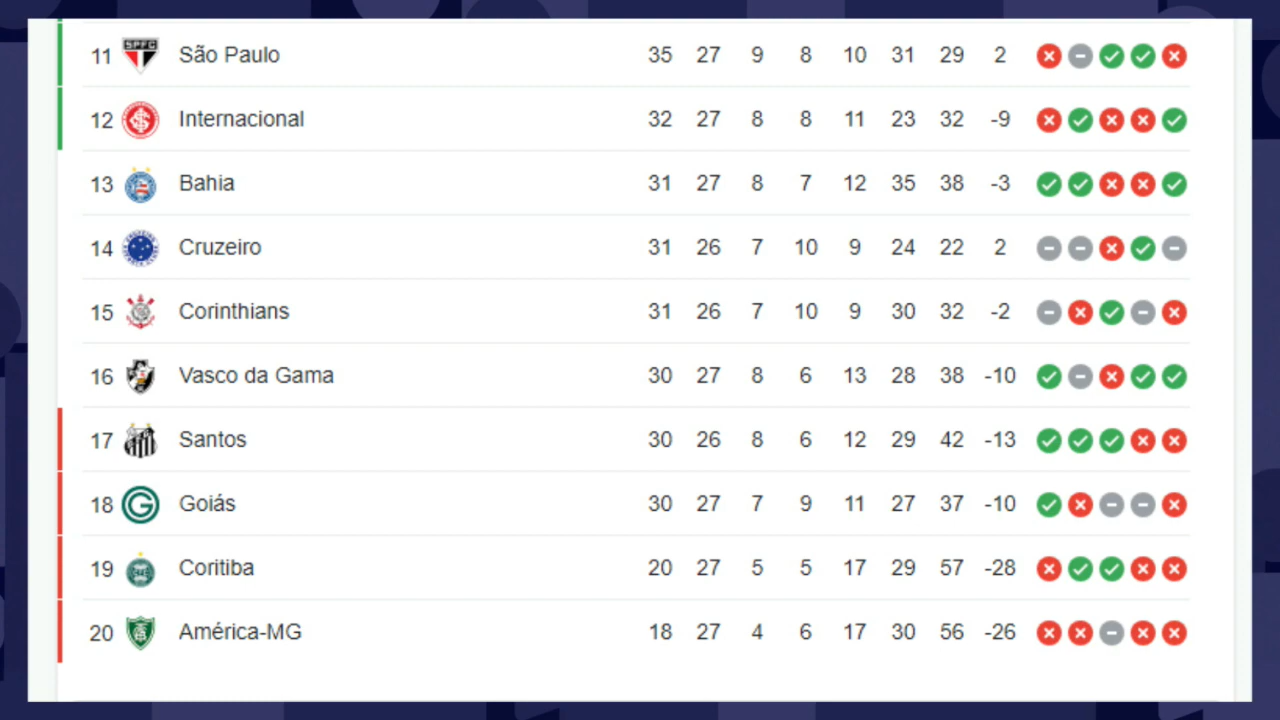 11 SPFC São Paulo 35 27 9 8 10 31 29 2
12 Internacional 32 27 8 8 11 23 32 -9
13 Bahia 31 27 8 7 12 35 38 -3
14 Cruzeiro 31 26 7 10 9 24 22 2
15 Corinthians 31 26 7 10 9 30 32 -2
16 Vasco da Gama 30 27 8 6 13 28 38 -10
17 Santos 30 26 8 6 12 29 42 -13
18 G Goiás 30 27 7 9 11 27 37 -10
19 Coritiba 20 27 5 5 17 29 57 -28
20 América-MG 18 27 4 6 17 30 56 -26